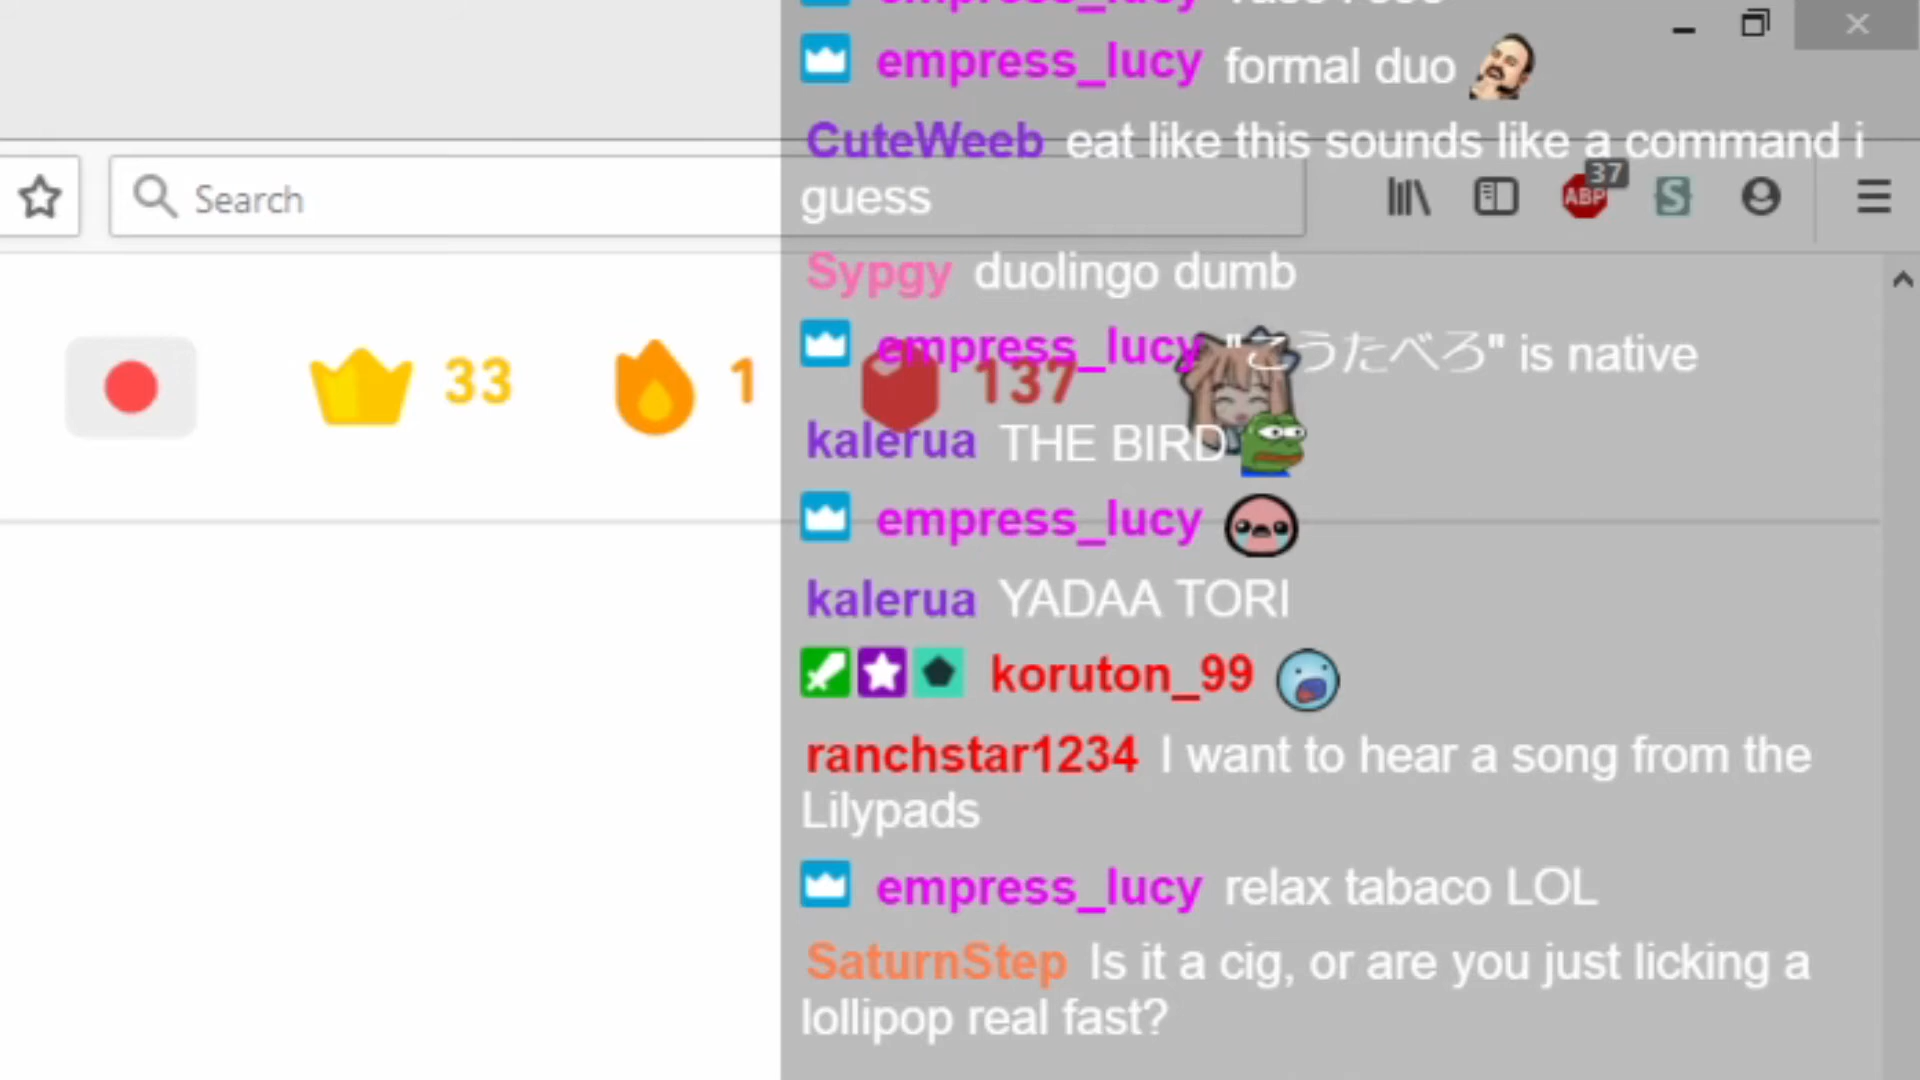 empress_lucy
empress_lucy formal duo
CuteWeeb eat like this sounds like a command i
guess
Search
ABP 37
S
Sypgy duolingo dumb
33
1
137
empress_lucy "こうたべろ" is native
kalerua THE BIRD
empress_lucy
kalerua YADAA TORI
koruton_99
ranchstar1234 I want to hear a song from the
Lilypads
empress_lucy relax tabaco LOL
SaturnStep Is it a cig, or are you just licking a
lollipop real fast?